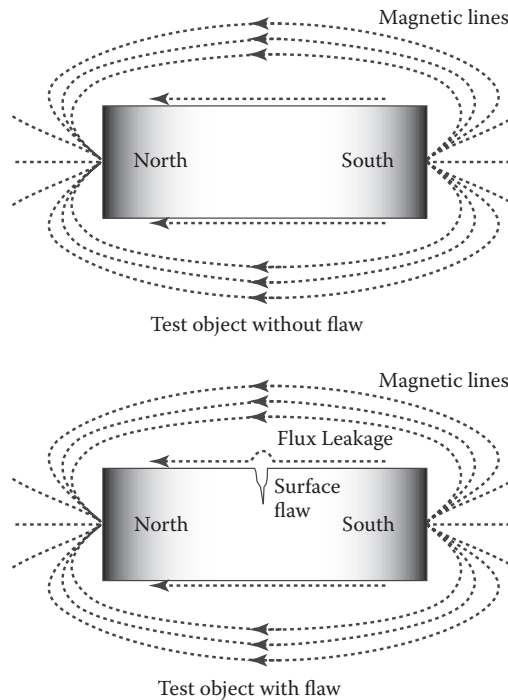 Magnetic lines
North South
Test object without flaw
Magnetic lines
Flux Leakage
Surface
flaw
North South
Test object with flaw